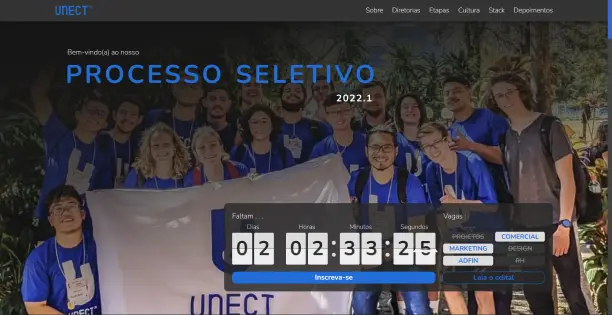 UNECT
Sobre Diretorias Etapas Cultura Stack Depoimentos
Bem-vindo(a) ao nosso
PROCESSO SELETIVO
2022.1
Faltam . . .
Dias Horas Minutos Segundos
02 02:33:25
Inscreva-se
Vagas
PROJETOS COMERCIAL
MARKETING DESIGN
ADFIN RH
Leia o edital
UNECT